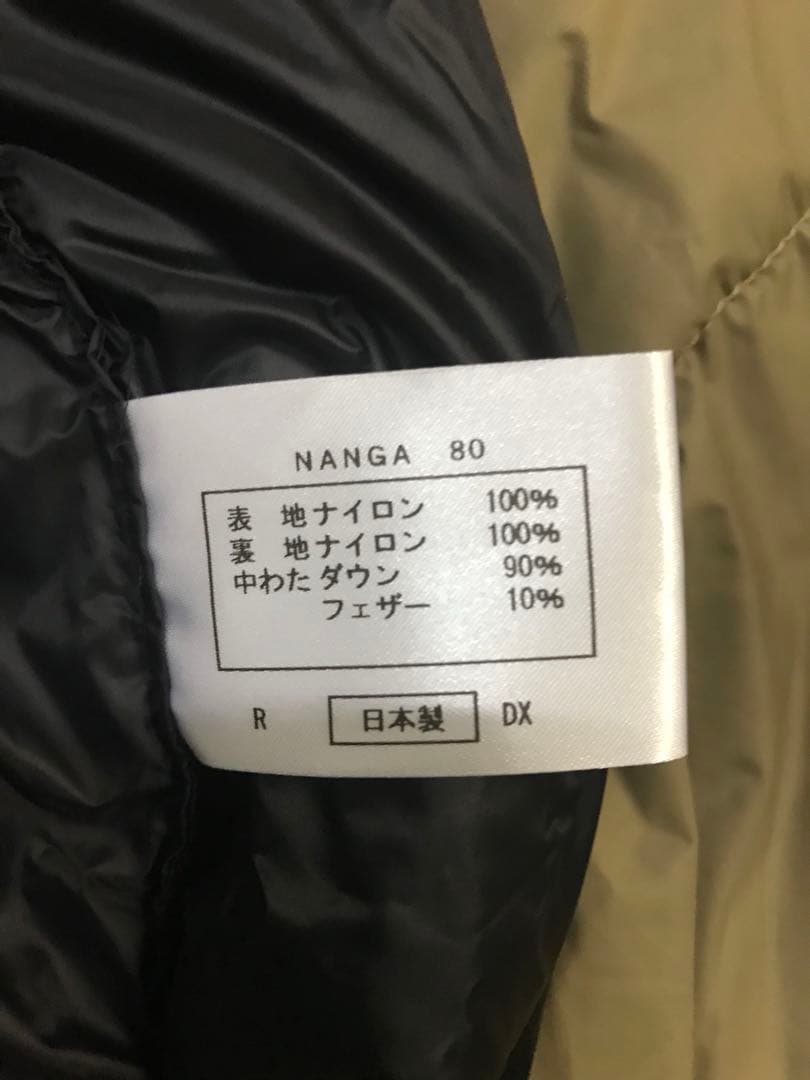 NANGA 80
表 地ナイロン 100%
裏 地ナイロン 100%
中わたダウン 90%
フェザー 10%
R 日本製 DX